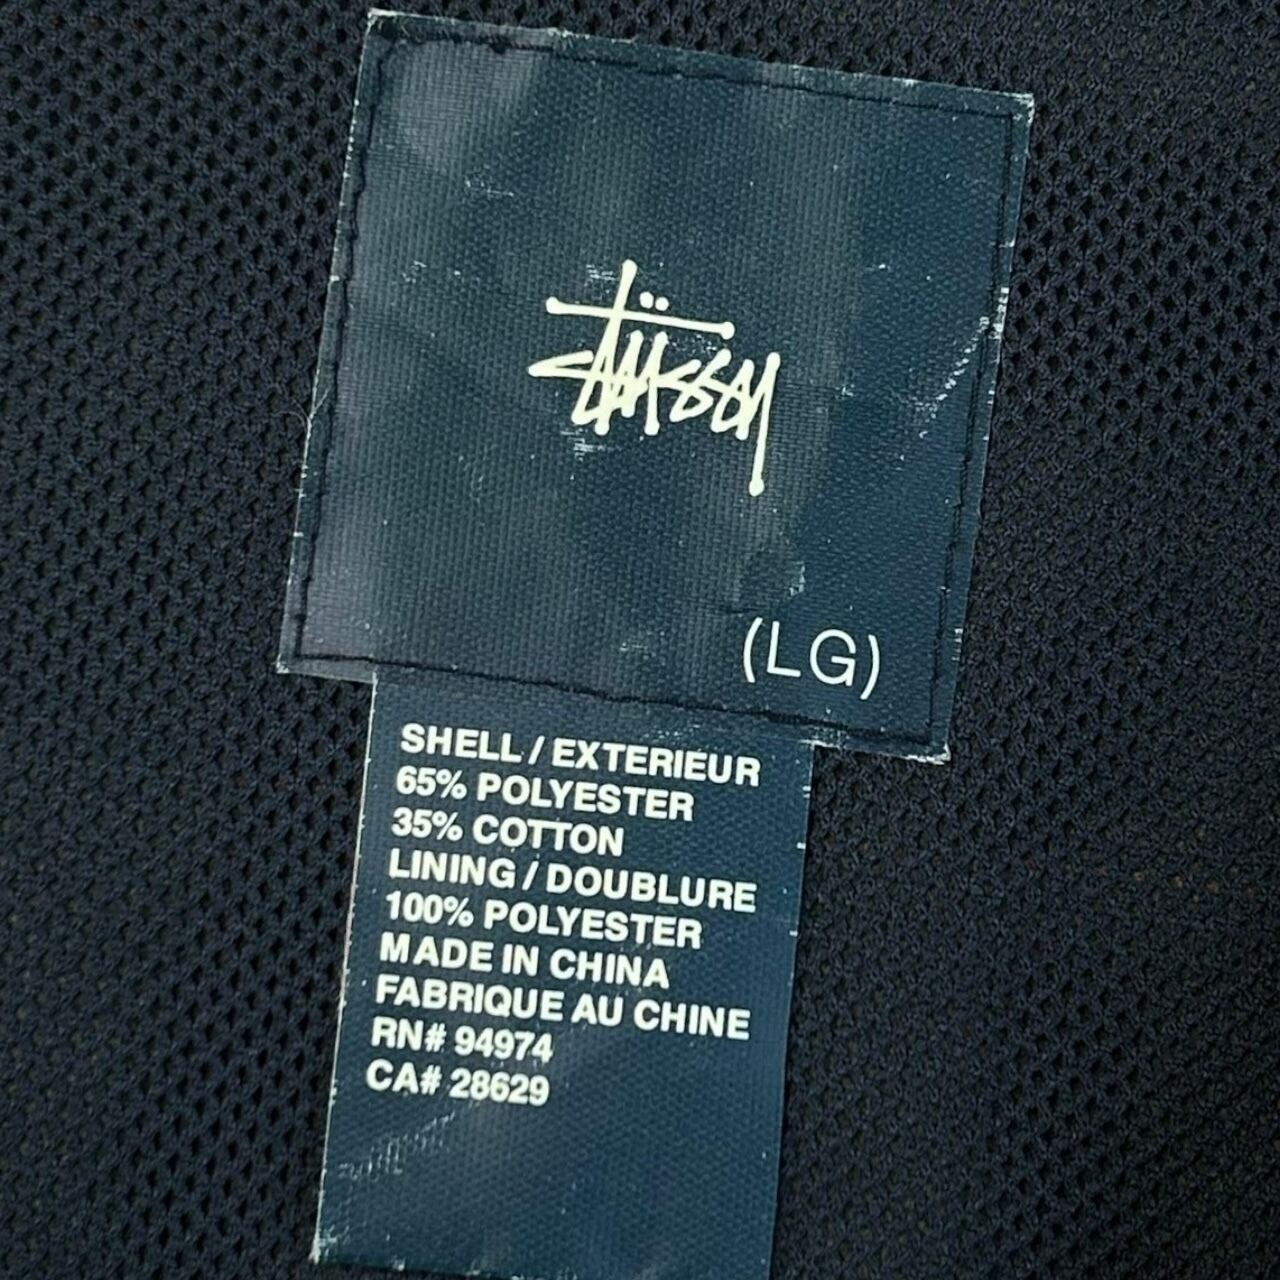 Stüssy
(LG)
SHELL / EXTERIEUR
65% POLYESTER
35% COTTON
LINING / DOUBLURE
100% POLYESTER
MADE IN CHINA
FABRIQUE AU CHINE
RN# 94974
CA# 28629